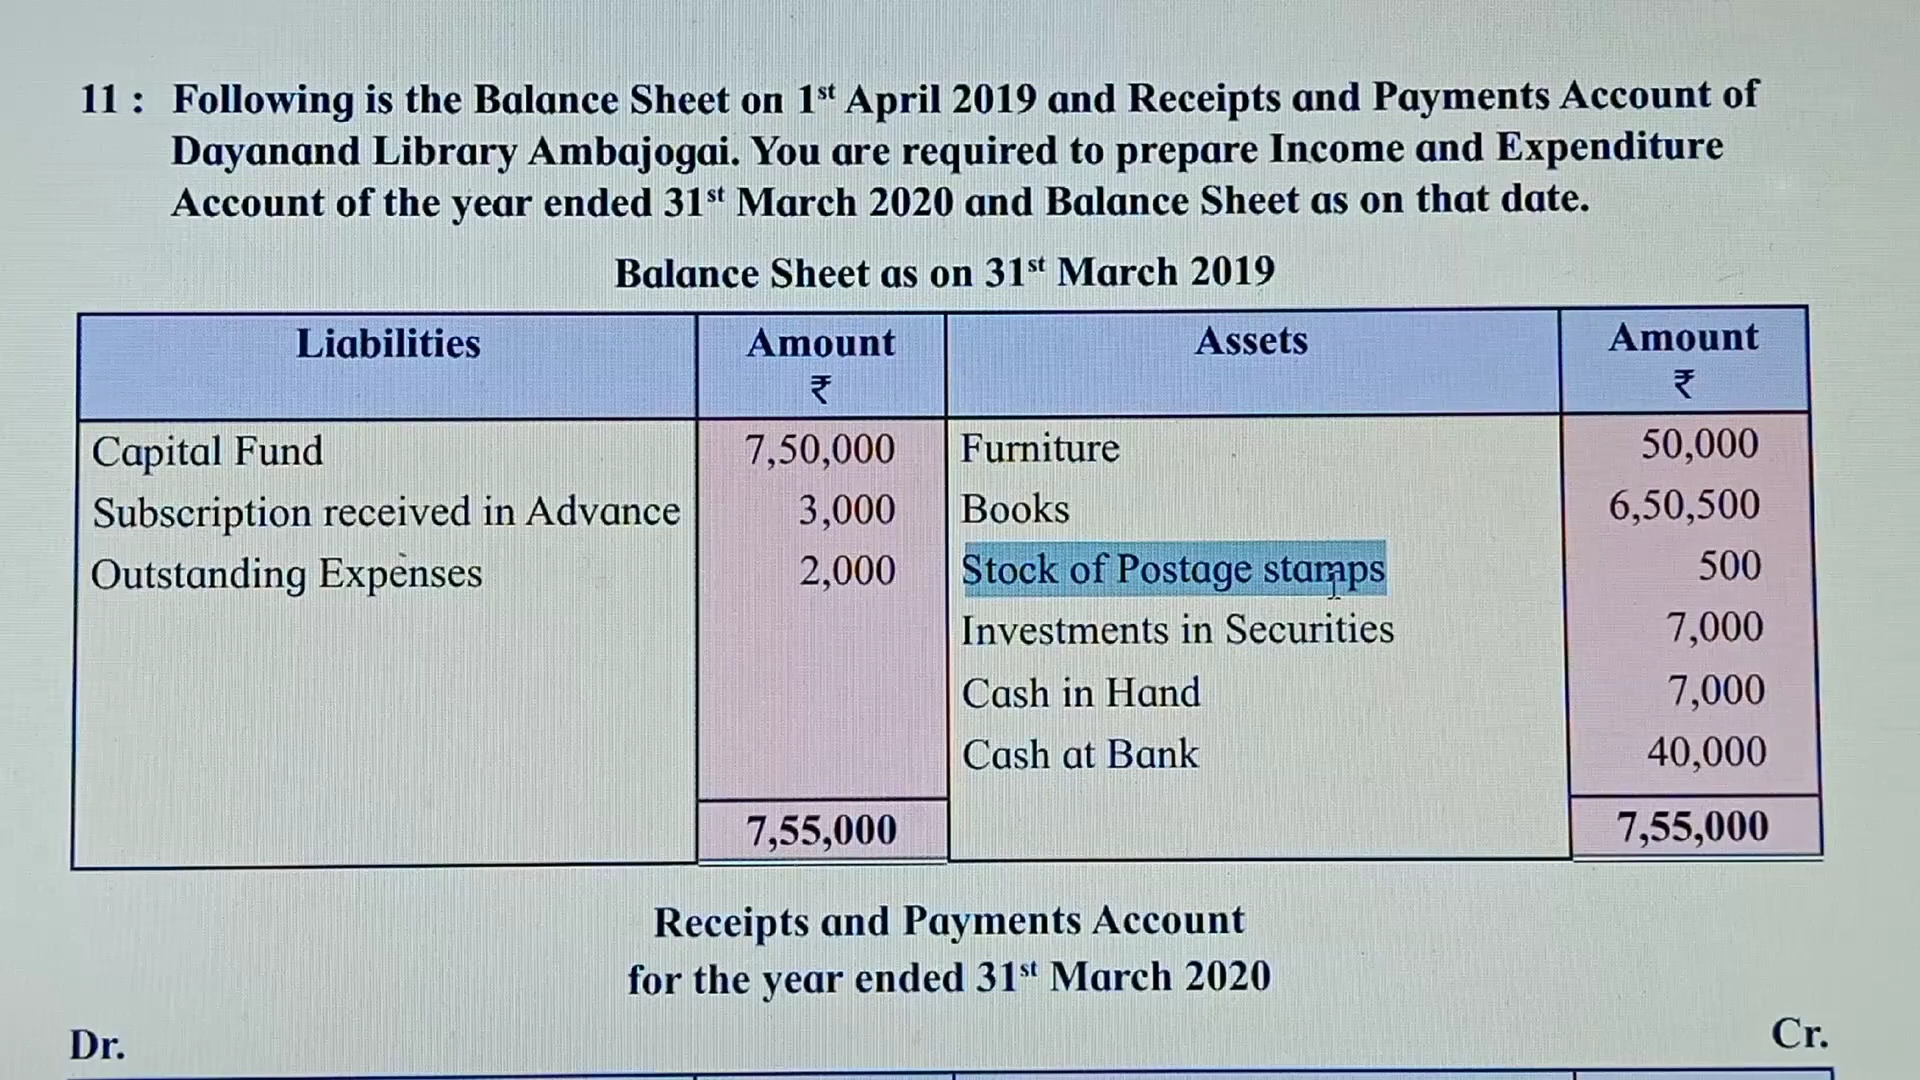 11 : Following is the Balance Sheet on 1st April 2019 and Receipts and Payments Account of
Dayanand Library Ambajogai. You are required to prepare Income and Expenditure
Account of the year ended 31st March 2020 and Balance Sheet as on that date.
Balance Sheet as on 31st March 2019
Liabilities Amount ₹ Assets Amount ₹
Capital Fund 7,50,000 Furniture 50,000
Subscription received in Advance 3,000 Books 6,50,500
Outstanding Expenses 2,000 Stock of Postage stamps 500
Investments in Securities 7,000
Cash in Hand 7,000
Cash at Bank 40,000
7,55,000 7,55,000
Receipts and Payments Account
for the year ended 31st March 2020
Dr. Cr.